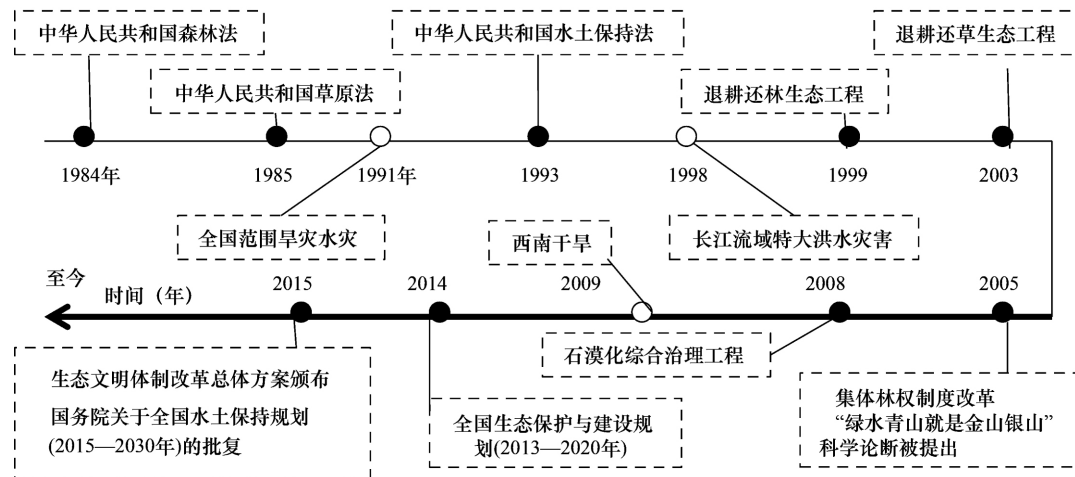 中华人民共和国森林法
中华人民共和国水土保持法
退耕还草生态工程
中华人民共和国草原法
退耕还林生态工程
1984年
1985
1991年
1993
1998
1999
2003
全国范围旱灾水灾
西南干旱
长江流域特大洪水灾害
至今
时间（年）
2015
2014
2009
2008
2005
石漠化综合治理工程
生态文明体制改革总体方案颁布
国务院关于全国水土保持规划
(2015—2030年)的批复
全国生态保护与建设规
划(2013—2020年)
集体林权制度改革
“绿水青山就是金山银山”
科学论断被提出